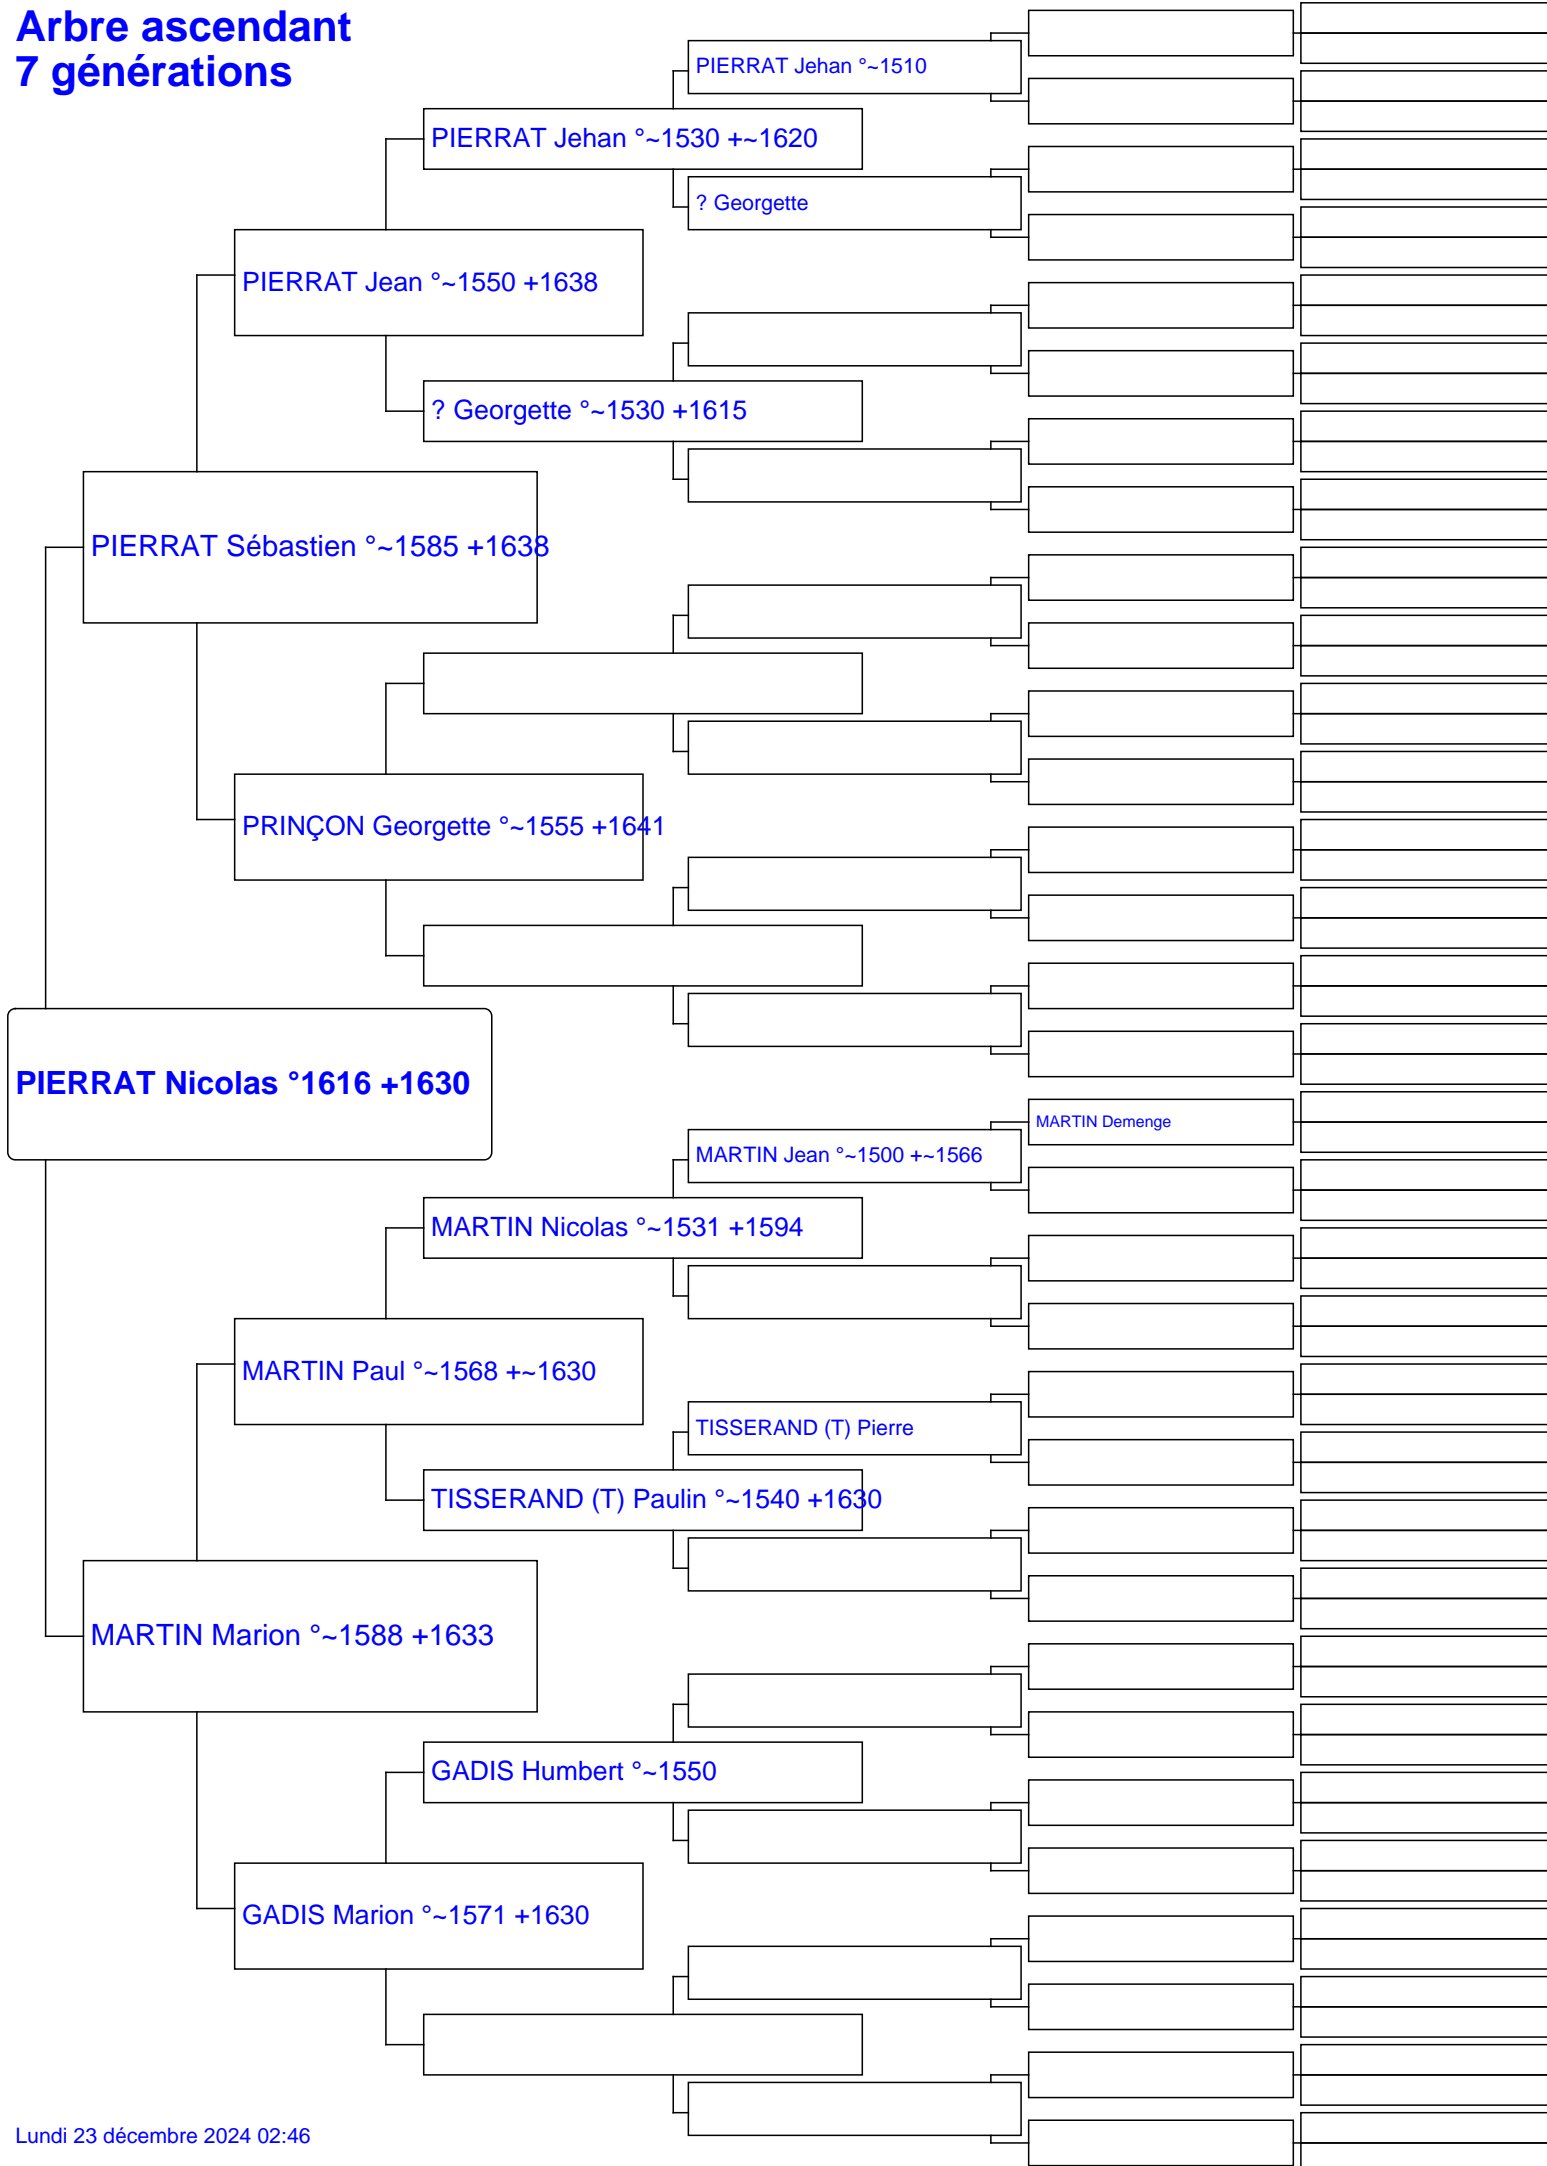 Arbre ascendant
7 générations
PIERRAT Jehan °~1510
PIERRAT Jehan °~1530 +~1620
? Georgette
PIERRAT Jean °~1550 +1638
? Georgette °~1530 +1615
PIERRAT Sébastien °~1585 +1638
PRINÇON Georgette °~1555 +1641
PIERRAT Nicolas °1616 +1630
MARTIN Demenge
MARTIN Jean °~1500 +~1566
MARTIN Nicolas °~1531 +1594
MARTIN Paul °~1568 +~1630
TISSERAND (T) Pierre
TISSERAND (T) Paulin °~1540 +1630
MARTIN Marion °~1588 +1633
GADIS Humbert °~1550
GADIS Marion °~1571 +1630
Lundi 23 décembre 2024 02:46